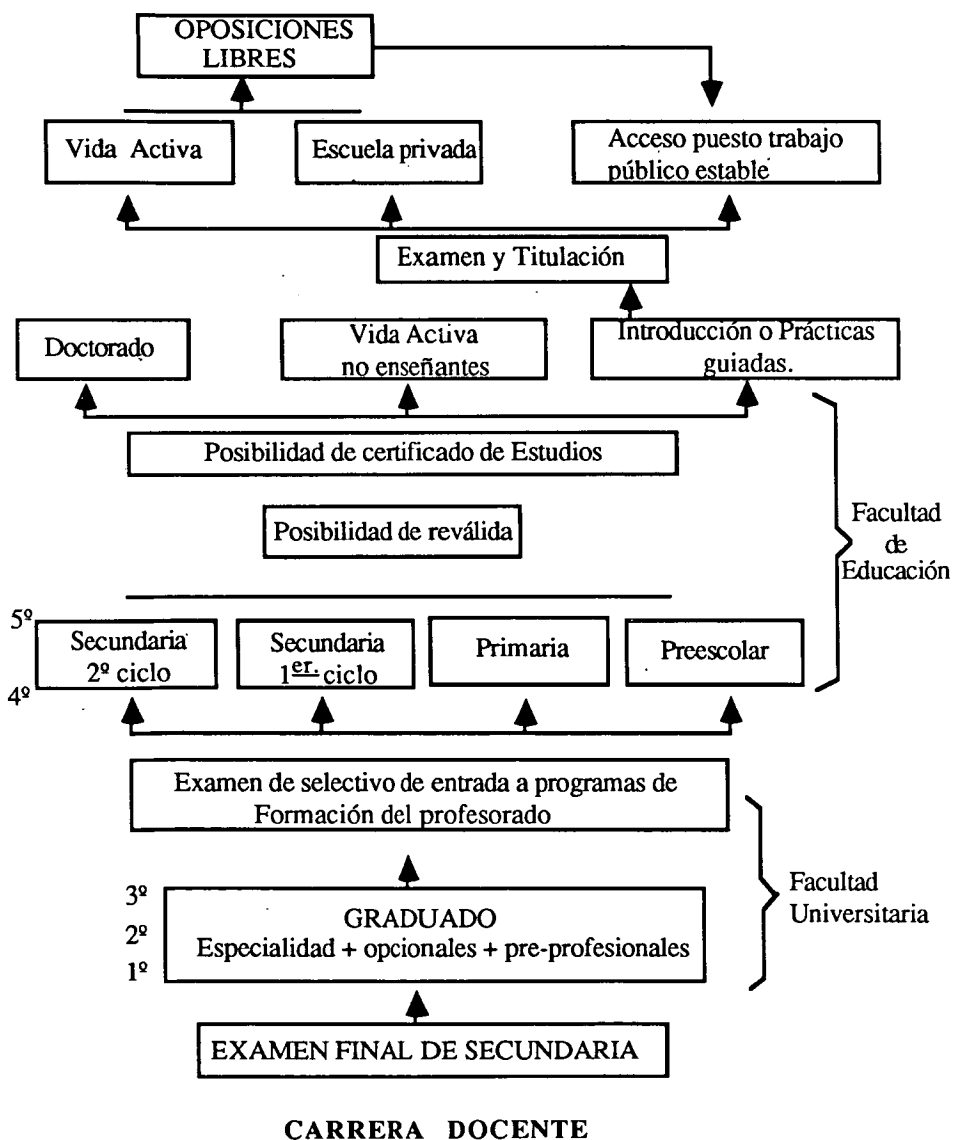 OPOSICIONES
LIBRES
Vida Activa
Escuela privada
Acceso puesto trabajo
público estable
Examen y Titulación
Doctorado
Vida Activa
no enseñantes
Introducción o Prácticas
guiadas.
Posibilidad de certificado de Estudios
Posibilidad de reválida
Facultad
de
Educación
5º
4º
Secundaria
2º ciclo
Secundaria
1er. ciclo
Primaria
Preescolar
Examen de selectivo de entrada a programas de
Formación del profesorado
3º
2º
1º
GRADUADO
Especialidad + opcionales + pre-profesionales
Facultad
Universitaria
EXAMEN FINAL DE SECUNDARIA
CARRERA DOCENTE